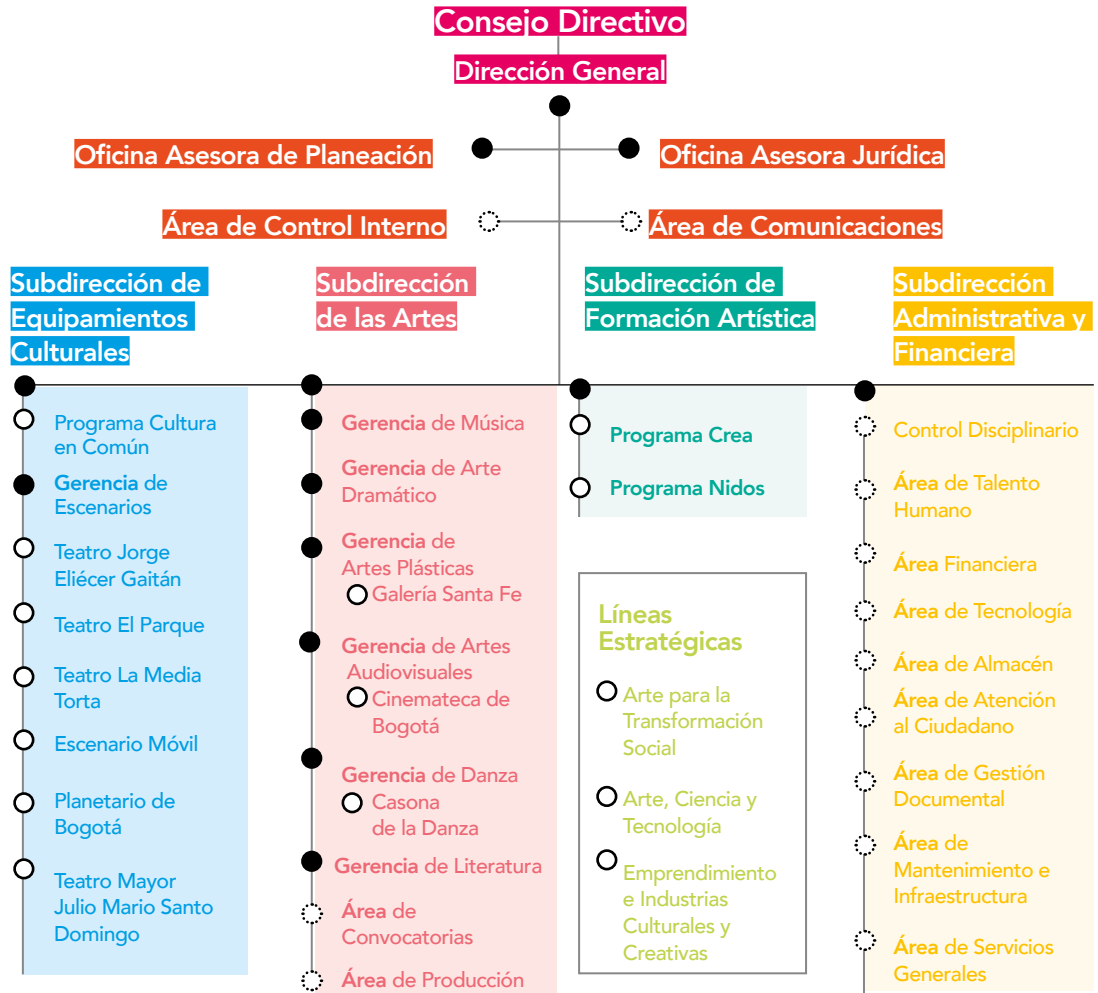 Consejo Directivo
Dirección General
Oficina Asesora de Planeación
Oficina Asesora Jurídica
Área de Control Interno
Área de Comunicaciones
Subdirección de
Equipamientos
Culturales
Programa Cultura
en Común
Gerencia de
Escenarios
Teatro Jorge
Eliécer Gaitán
Teatro El Parque
Teatro La Media
Torta
Escenario Móvil
Planetario de
Bogotá
Teatro Mayor
Julio Mario Santo
Domingo
Subdirección
de las Artes
Gerencia de Música
Gerencia de Arte
Dramático
Gerencia de
Artes Plásticas
Galería Santa Fe
Gerencia de Artes
Audiovisuales
Cinemateca de
Bogotá
Gerencia de Danza
Casona
de la Danza
Gerencia de Literatura
Área de
Convocatorias
Área de Producción
Subdirección de
Formación Artística
Programa Crea
Programa Nidos
Líneas
Estratégicas
Arte para la
Transformación
Social
Arte, Ciencia y
Tecnología
Emprendimiento
e Industrias
Culturales y
Creativas
Subdirección
Administrativa y
Financiera
Control Disciplinario
Área de Talento
Humano
Área Financiera
Área de Tecnología
Área de Almacén
Área de Atención
al Ciudadano
Área de Gestión
Documental
Área de
Mantenimiento e
Infraestructura
Área de Servicios
Generales